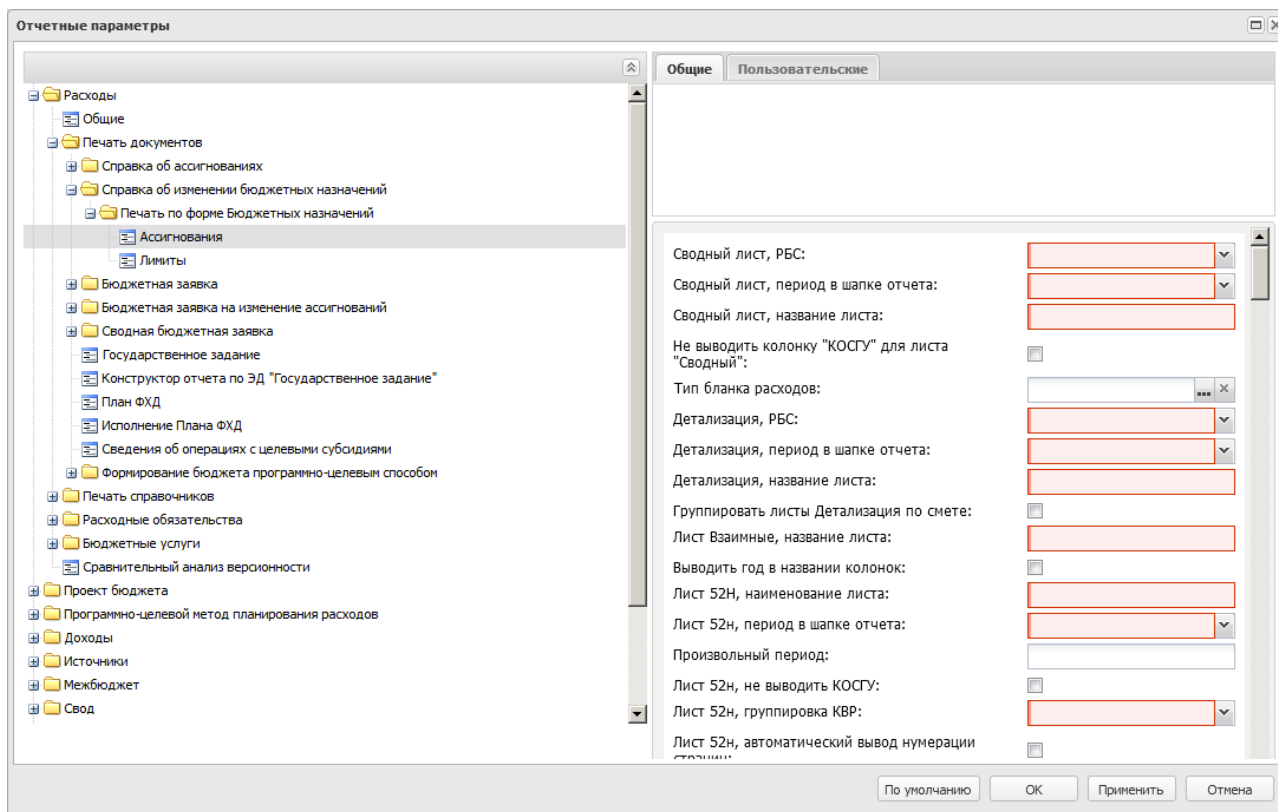 Отчетные параметры
Расходы
Общие
Печать документов
Справка об ассигнованиях
Справка об изменении бюджетных назначений
Печать по форме Бюджетных назначений
Ассигнования
Лимиты
Бюджетная заявка
Бюджетная заявка на изменение ассигнований
Сводная бюджетная заявка
Государственное задание
Конструктор отчета по ЭД "Государственное задание"
План ФХД
Исполнение Плана ФХД
Сведения об операциях с целевыми субсидиями
Формирование бюджета программно-целевым способом
Печать справочников
Расходные обязательства
Бюджетные услуги
Сравнительный анализ версионности
Проект бюджета
Программно-целевой метод планирования расходов
Доходы
Источники
Межбюджет
Свод
Общие
Пользовательские
Сводный лист, РБС:
Сводный лист, период в шапке отчета:
Сводный лист, название листа:
Не выводить колонку "КОСГУ" для листа
"Сводный":
Тип бланка расходов:
Детализация, РБС:
Детализация, период в шапке отчета:
Детализация, название листа:
Группировать листы Детализация по смете:
Лист Взаимные, название листа:
Выводить год в названии колонок:
Лист 52Н, наименование листа:
Лист 52н, период в шапке отчета:
Произвольный период:
Лист 52н, не выводить КОСГУ:
Лист 52н, группировка КВР:
Лист 52н, автоматический вывод нумерации
страниц:
По умолчанию
ОК
Применить
Отмена